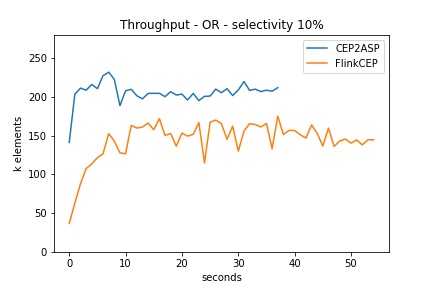 Throughput - OR - selectivity 10%
CEP2ASP
FlinkCEP
250
200
150
100
50
0
k elements
0 10 20 30 40 50
seconds